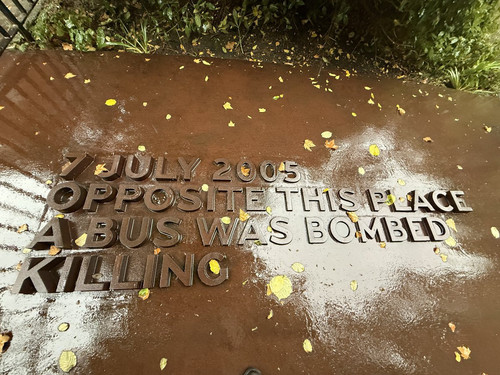 7 JULY 2005
OPPOSITE THIS PLACE
A BUS WAS BOMBED
KILLING